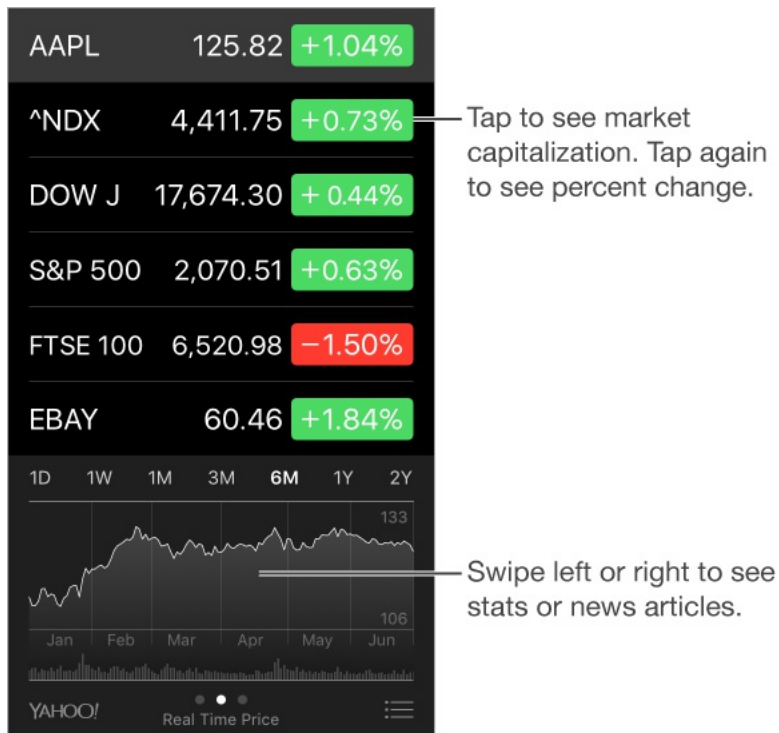 AAPL 125.82 +1.04%
^NDX 4,411.75 +0.73%
Tap to see market
capitalization. Tap again
to see percent change.
DOW J 17,674.30 + 0.44%
S&P 500 2,070.51 +0.63%
FTSE 100 6,520.98 −1.50%
EBAY 60.46 +1.84%
1D 1W 1M 3M 6M 1Y 2Y
133
Swipe left or right to see
stats or news articles.
106
Jan Feb Mar Apr May Jun
YAHOO!
Real Time Price